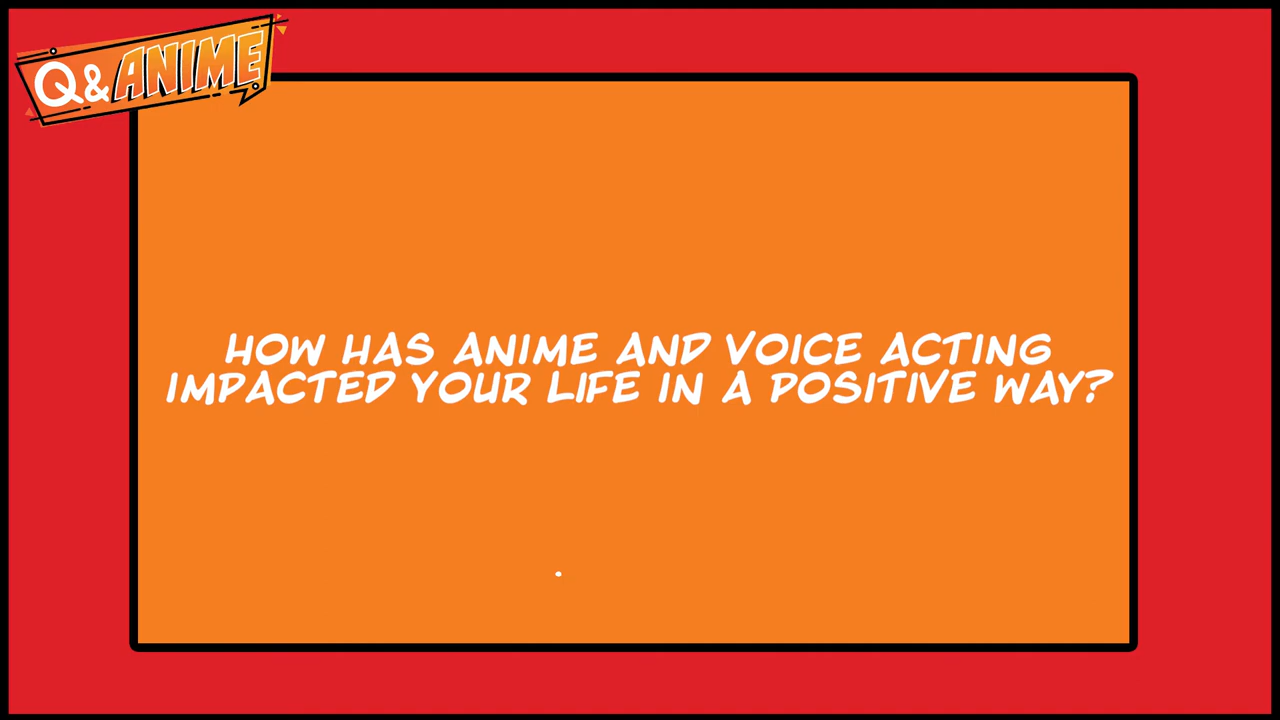 Q&ANIME
HOW HAS ANIME AND VOICE ACTING
IMPACTED YOUR LIFE IN A POSITIVE WAY?